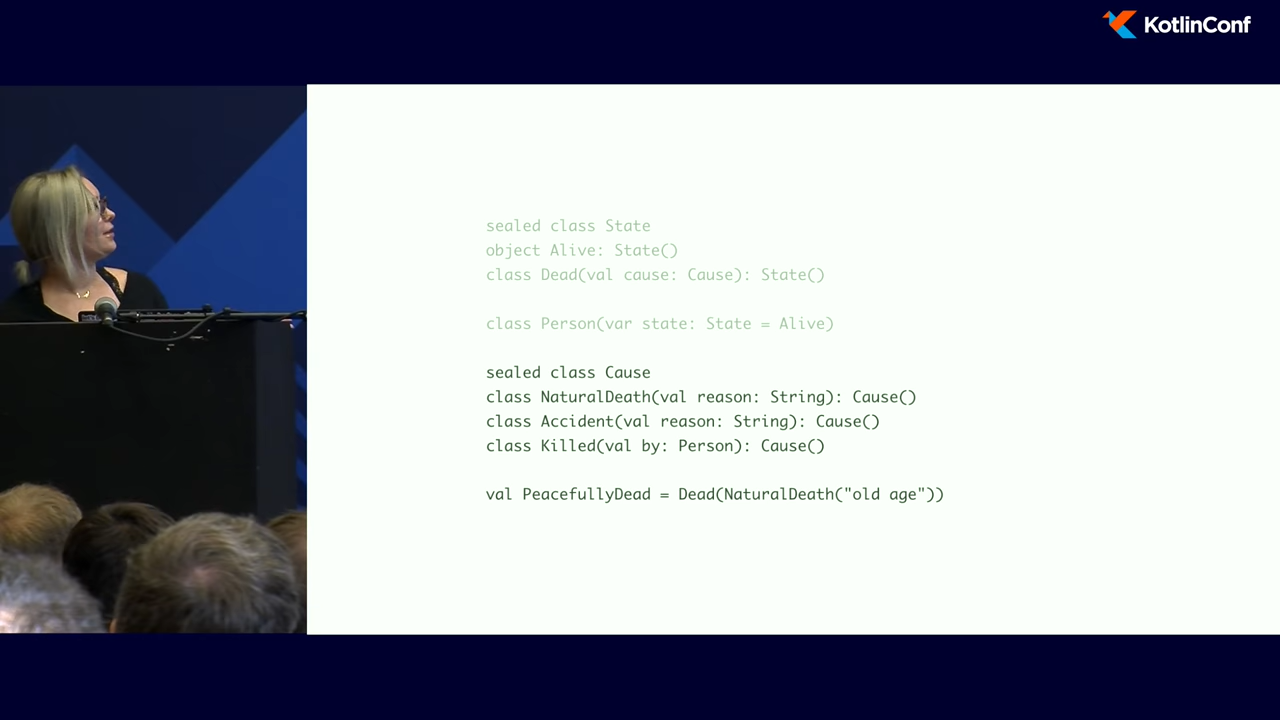 KotlinConf
sealed class State
object Alive: State()
class Dead(val cause: Cause): State()
class Person(var state: State = Alive)
sealed class Cause
class NaturalDeath(val reason: String): Cause()
class Accident(val reason: String): Cause()
class Killed(val by: Person): Cause()
val PeacefullyDead = Dead(NaturalDeath("old age"))